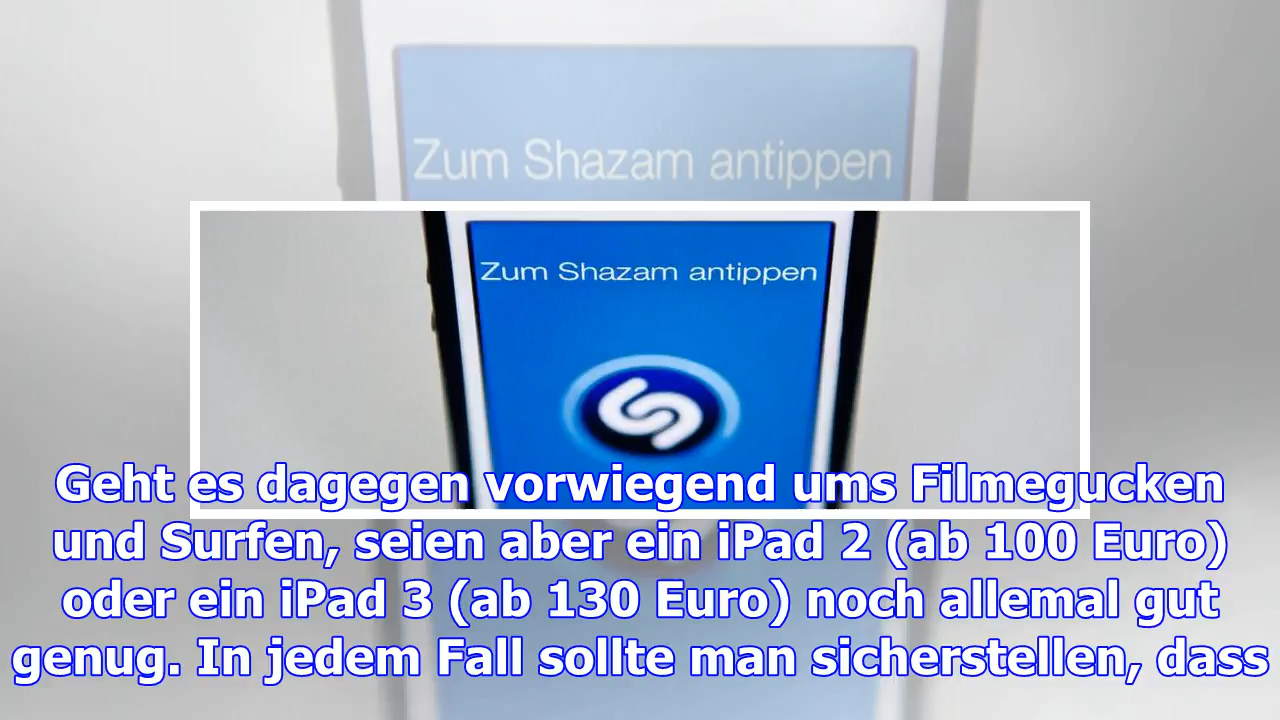 Zum Shazam antippen
Zum Shazam antippen
Geht es dagegen vorwiegend ums Filmegucken
und Surfen, seien aber ein iPad 2 (ab 100 Euro)
oder ein iPad 3 (ab 130 Euro) noch allemal gut
genug. In jedem Fall sollte man sicherstellen, dass